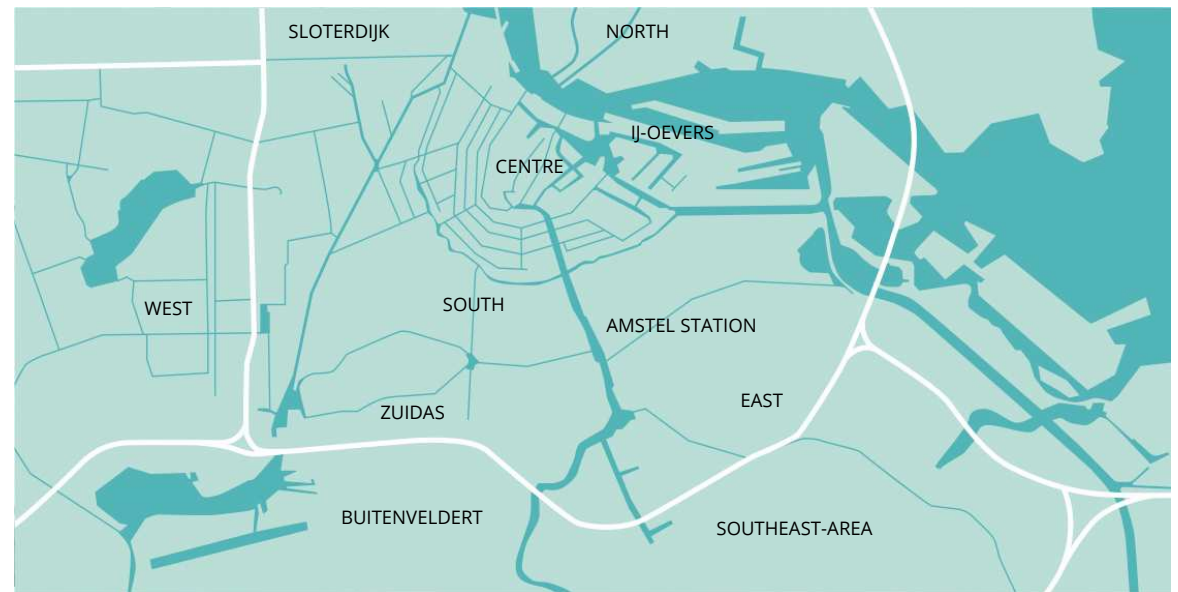 SLOTERDIJK
NORTH
IJ-OEVERS
CENTRE
WEST
SOUTH
AMSTEL STATION
EAST
ZUIDAS
BUITENVELDERT
SOUTHEAST-AREA